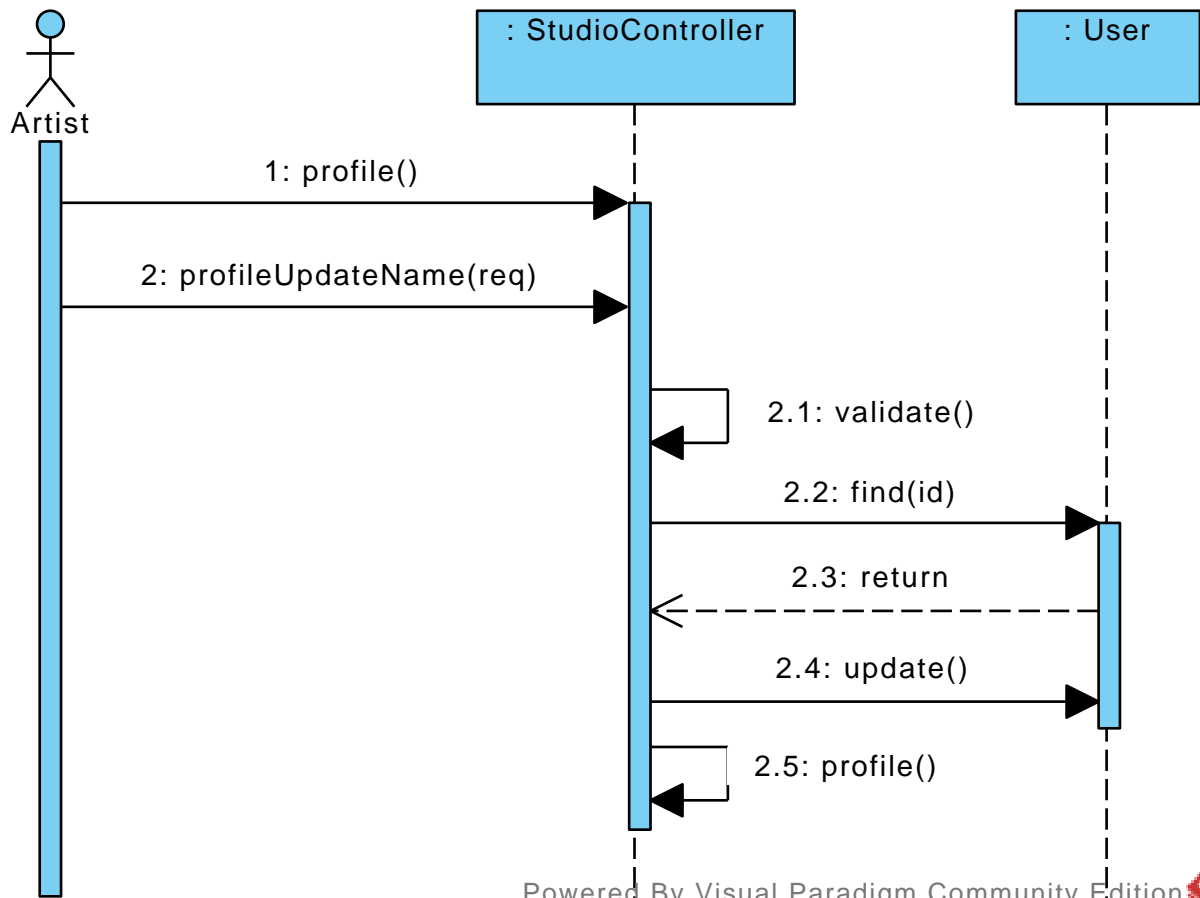 : StudioController
: User
Artist
1: profile()
2: profileUpdateName(req)
2.1: validate()
2.2: find(id)
2.3: return
2.4: update()
2.5: profile()
Powered By Visual Paradigm Community Edition